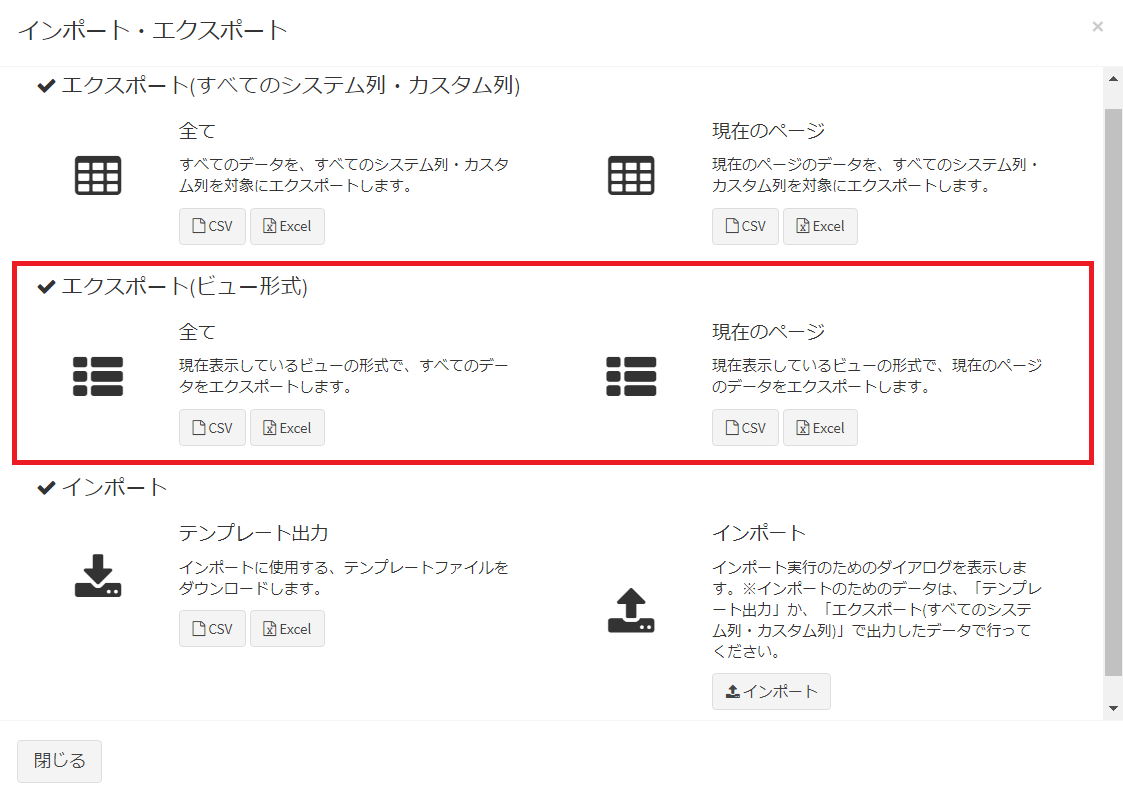 インポート・エクスポート
×
エクスポート(すべてのシステム列・カスタム列)
全て
すべてのデータを、すべてのシステム列・カスタ
ム列を対象にエクスポートします。
CSV Excel
現在のページ
現在のページのデータを、すべてのシステム列・
カスタム列を対象にエクスポートします。
CSV Excel
エクスポート(ビュー形式)
全て
現在表示しているビューの形式で、すべてのデー
タをエクスポートします。
CSV Excel
現在のページ
現在表示しているビューの形式で、現在のページ
のデータをエクスポートします。
CSV Excel
インポート
テンプレート出力
インポートに使用する、テンプレートファイルを
ダウンロードします。
CSV Excel
インポート
インポート実行のためのダイアログを表示しま
す。※インポートのためのデータは、「テンプレ
ート出力」か、「エクスポート(すべてのシステ
ム列・カスタム列)」で出力したデータで行って
ください。
インポート
閉じる